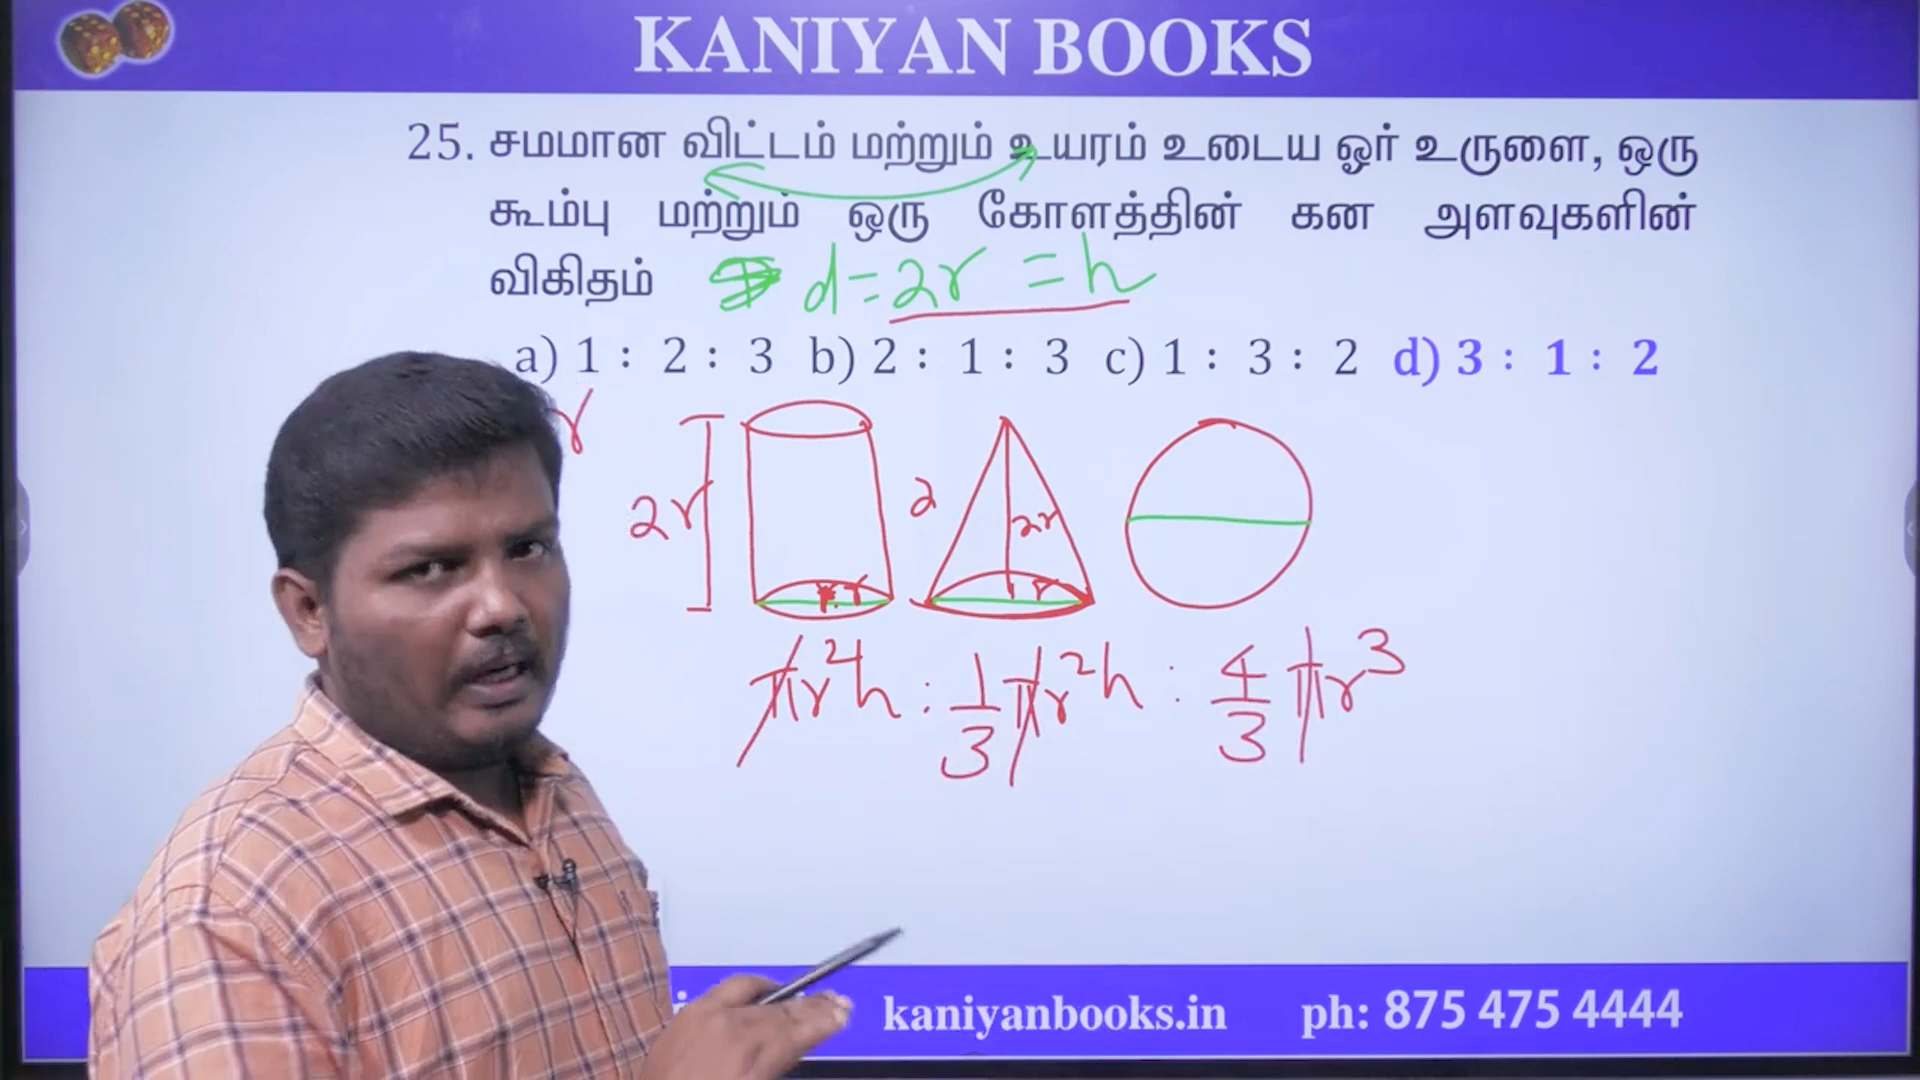 KANIYAN BOOKS
25. சமமான விட்டம் மற்றும் உயரம் உடைய ஓர் உருளை, ஒரு
கூம்பு மற்றும் ஒரு கோளத்தின் கன அளவுகளின்
விகிதம் d=2r = h
a) 1 : 2 : 3 b) 2 : 1 : 3 c) 1 : 3 : 2 d) 3 : 1 : 2
r
2r 2 2r
r r
πr²h : 1/3 πr²h : 4/3 πr³
kaniyanbooks.in ph: 875 475 4444